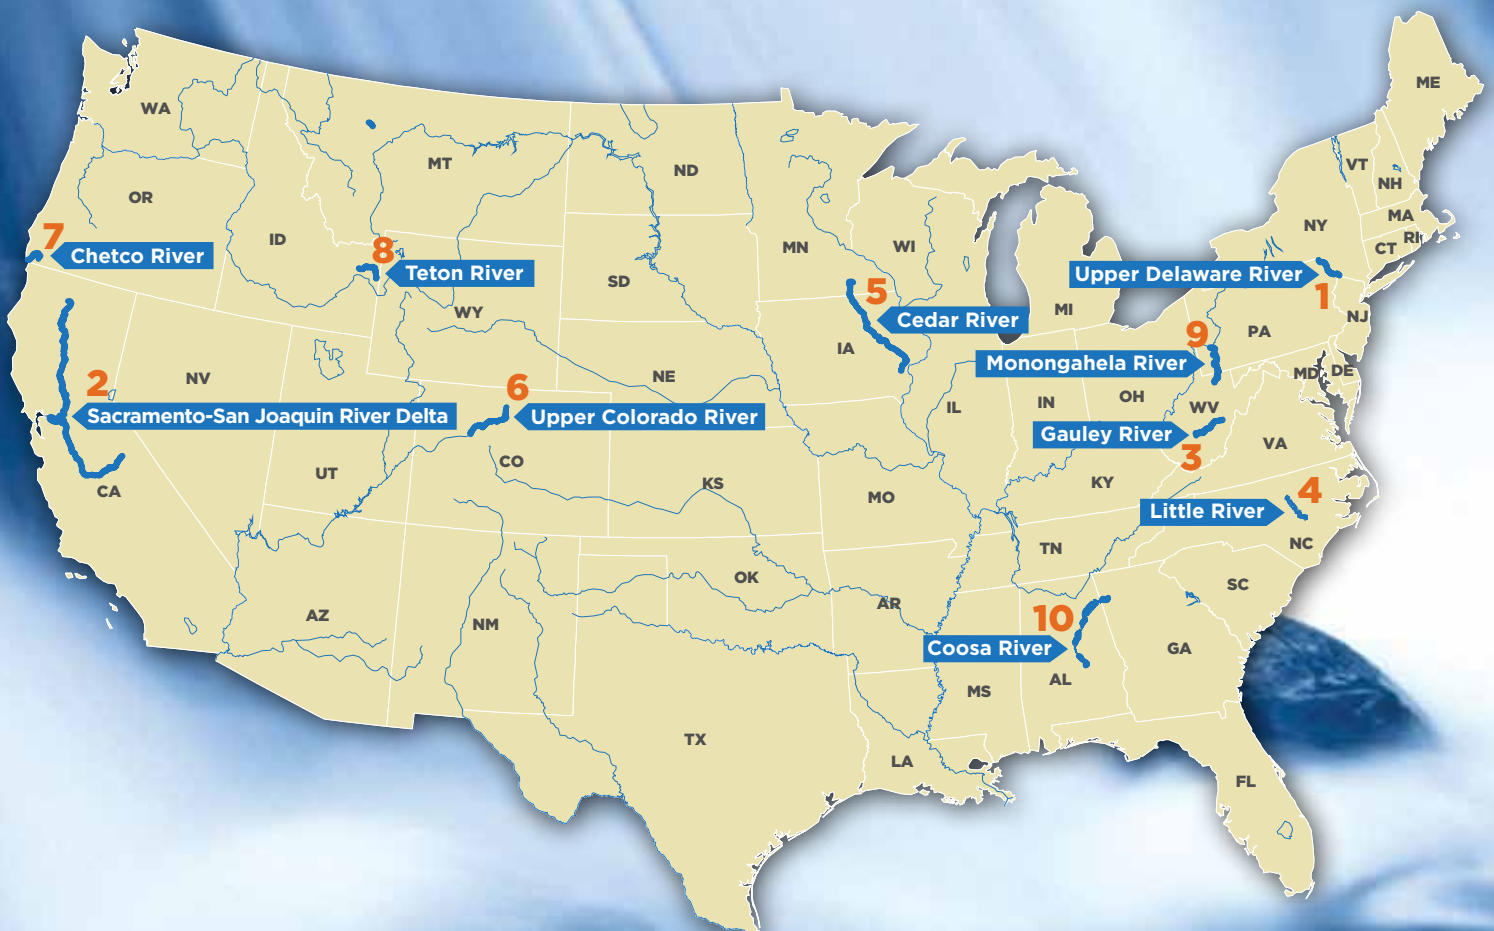 ME
WA
VT
MT
ND
NH
OR
MA
NY
RI
CT
7
ID
MN
WI
8
Chetco River
Teton River
Upper Delaware River
SD
5
1
MI
WY
NJ
Cedar River
PA
9
IA
Monongahela River
MD
DE
NV
NE
2
6
OH
IN
IL
WV
Sacramento-San Joaquin River Delta
Upper Colorado River
Gauley River
VA
3
CO
UT
KS
KY
CA
MO
4
Little River
TN
NC
OK
SC
AR
AZ
NM
10
Coosa River
GA
AL
MS
TX
LA
FL